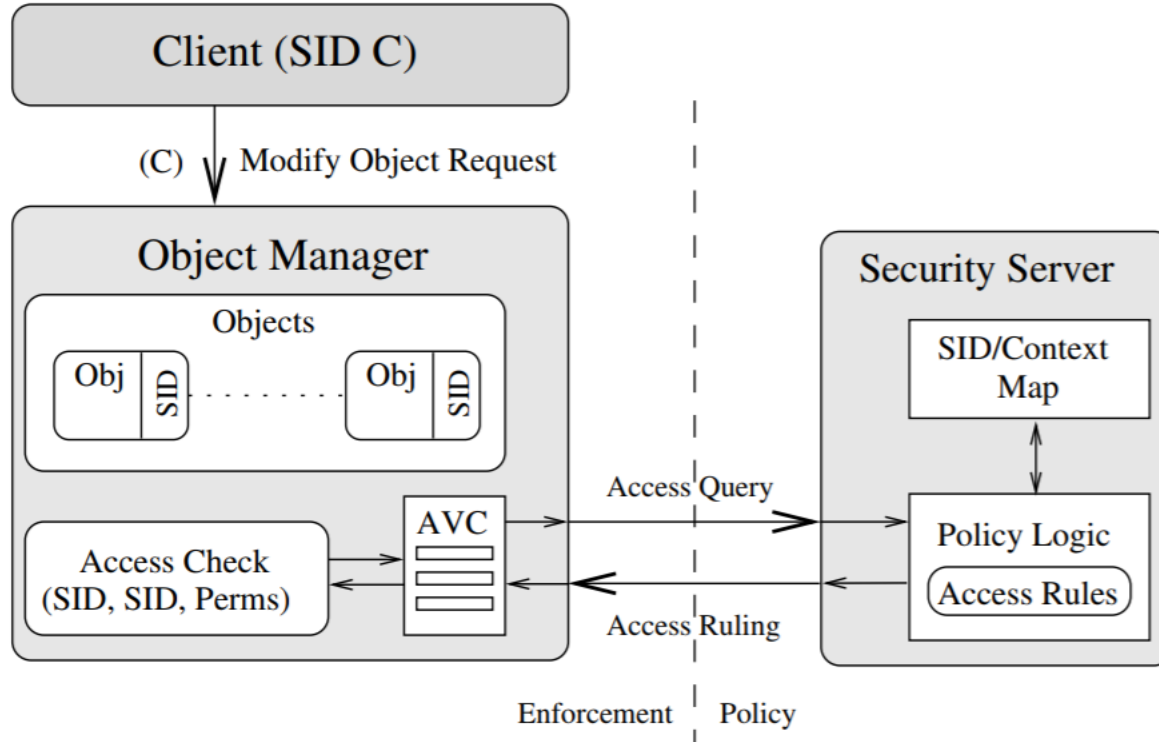 Client (SID C)
(C) Modify Object Request
Object Manager
Objects
Obj SID
Obj SID
Access Check
(SID, SID, Perms)
AVC
Access Query
Access Ruling
Enforcement
Policy
Security Server
SID/Context
Map
Policy Logic
Access Rules